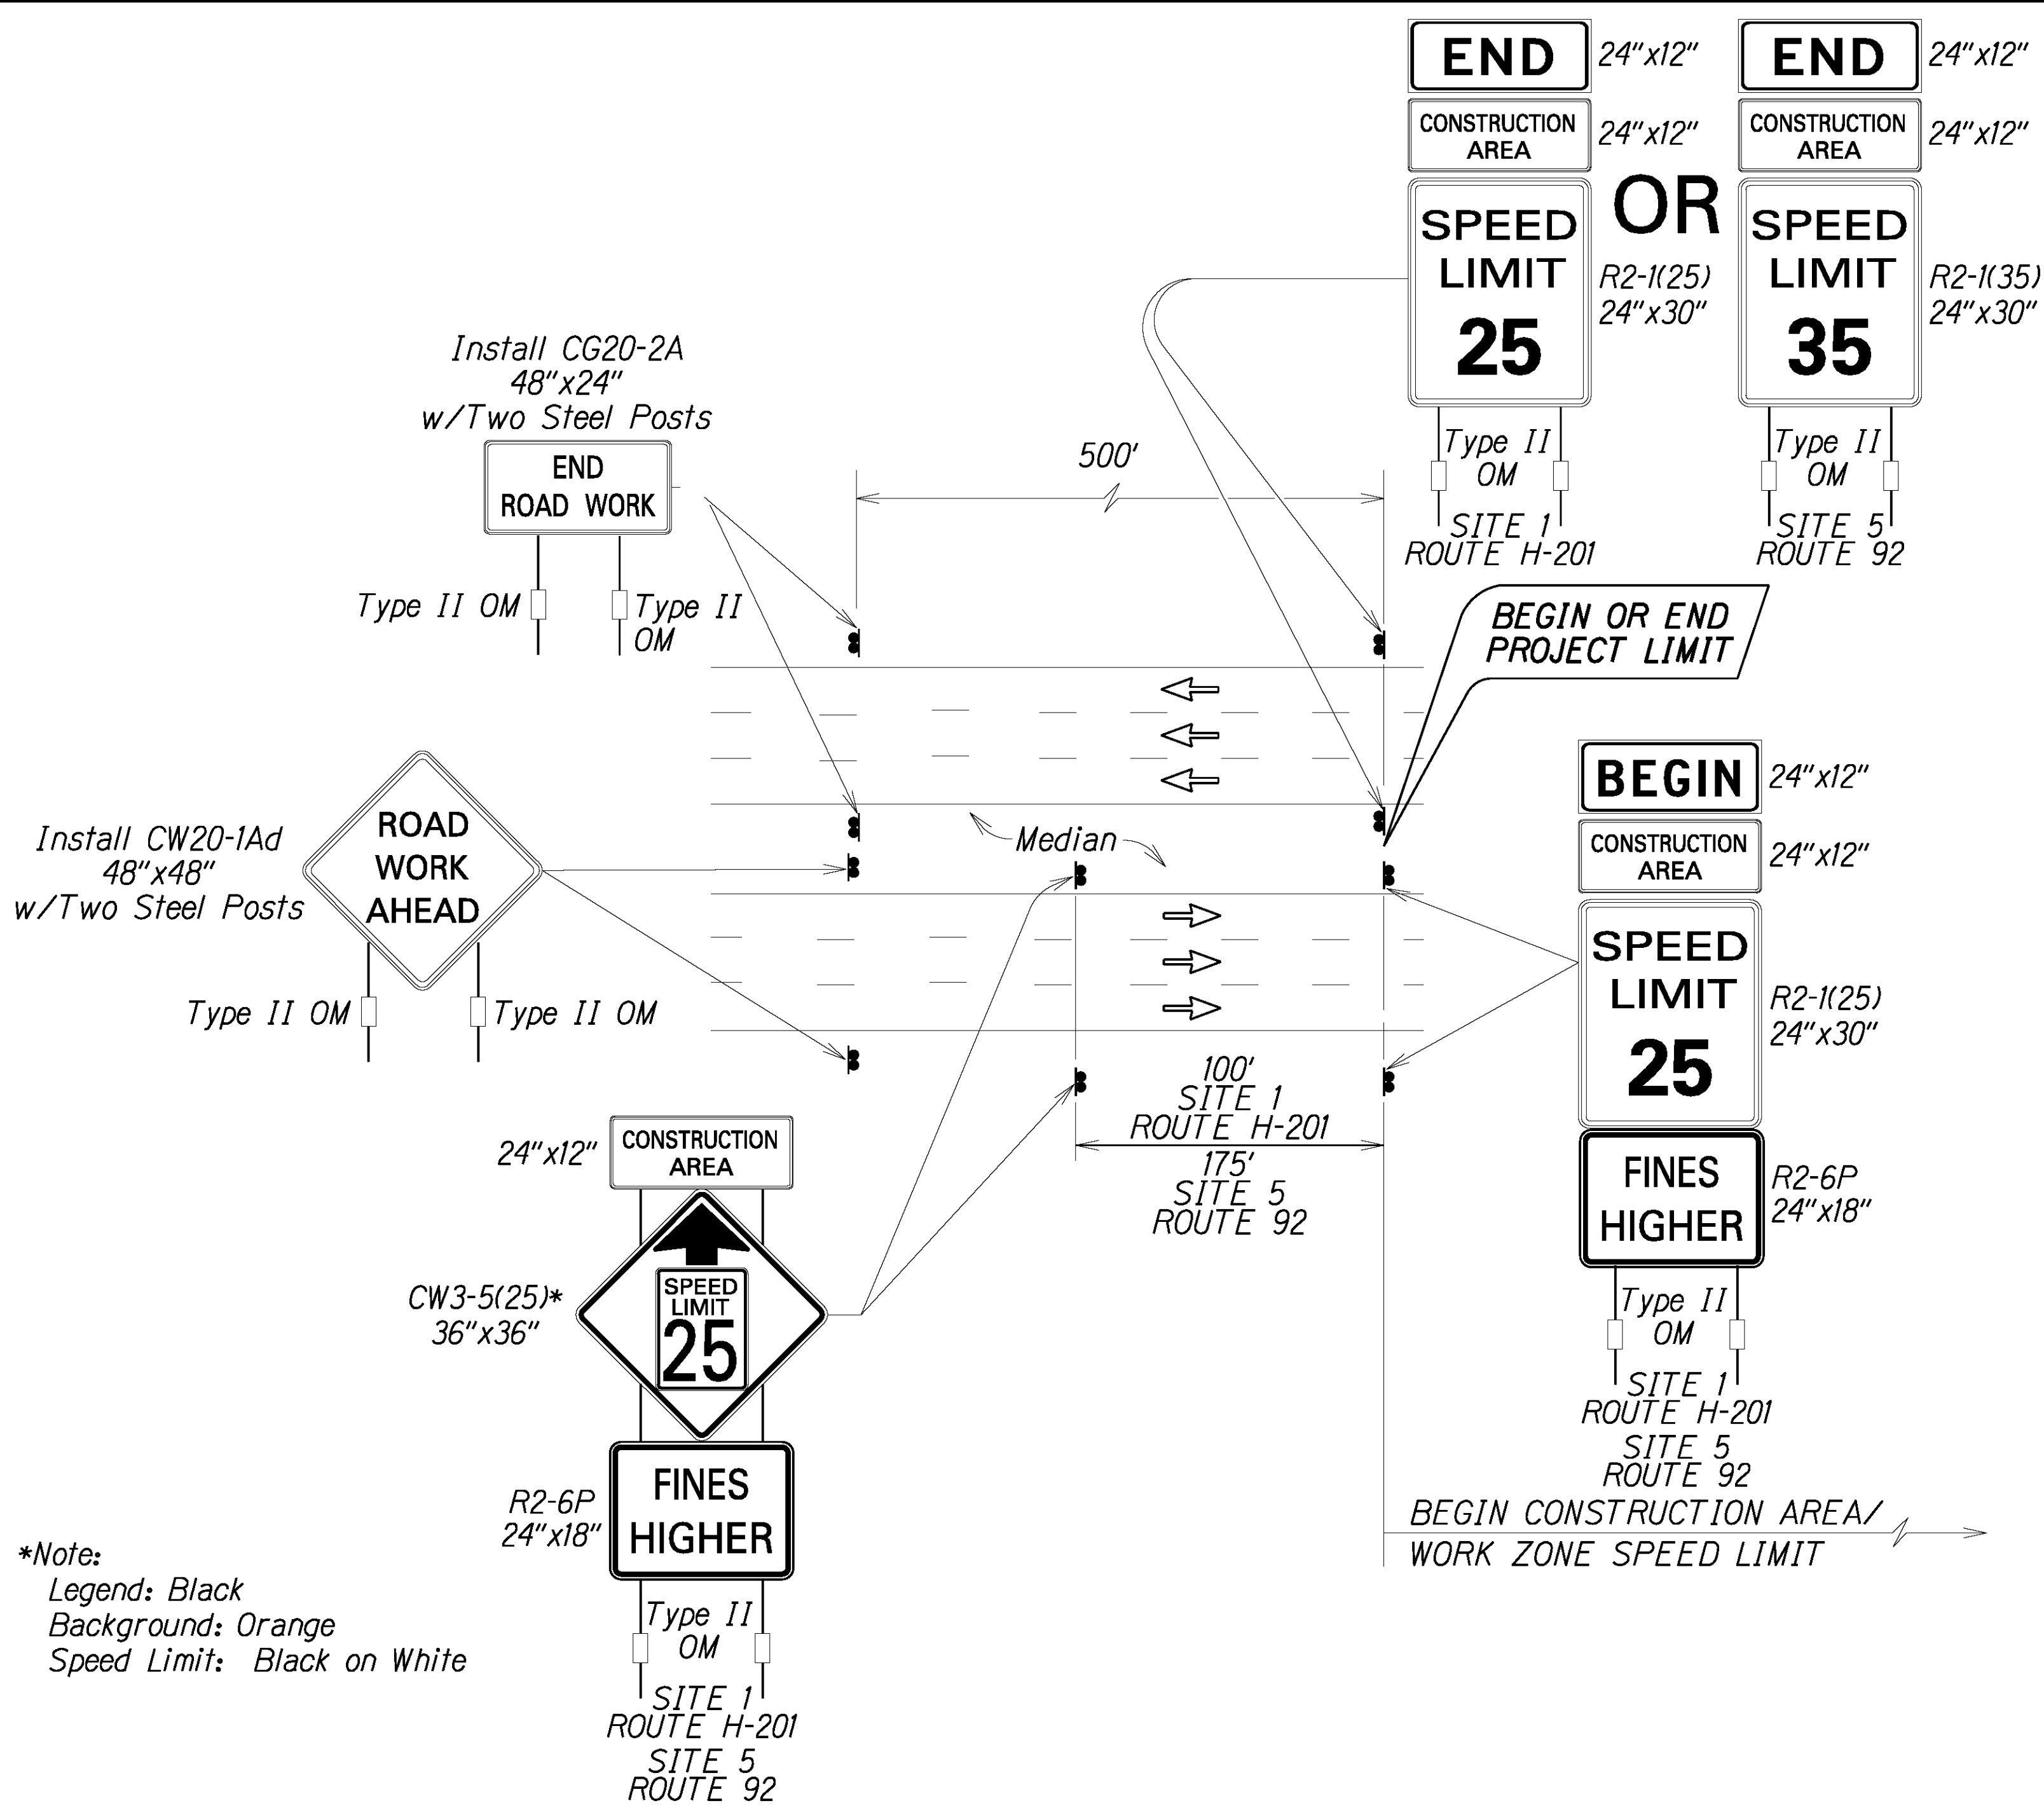 END
24"x12"
END
24"x12"
CONSTRUCTION
AREA
24"x12"
CONSTRUCTION
AREA
24"x12"
OR
SPEED
LIMIT
25
R2-1(25)
24"x30"
SPEED
LIMIT
35
R2-1(35)
24"x30"
Type II
OM
SITE 1
ROUTE H-201
Type II
OM
SITE 5
ROUTE 92
Install CG20-2A
48"x24"
w/Two Steel Posts
END
ROAD WORK
Type II OM
Type II
OM
500'
BEGIN OR END
PROJECT LIMIT
Install CW20-1Ad
48"x48"
w/Two Steel Posts
ROAD
WORK
AHEAD
Type II OM
Type II OM
Median
BEGIN
24"x12"
CONSTRUCTION
AREA
24"x12"
SPEED
LIMIT
25
R2-1(25)
24"x30"
FINES
HIGHER
R2-6P
24"x18"
Type II
OM
SITE 1
ROUTE H-201
SITE 5
ROUTE 92
100'
SITE 1
ROUTE H-201
175'
SITE 5
ROUTE 92
24"x12"
CONSTRUCTION
AREA
CW3-5(25)*
36"x36"
SPEED
LIMIT
25
R2-6P
24"x18"
FINES
HIGHER
Type II
OM
SITE 1
ROUTE H-201
SITE 5
ROUTE 92
BEGIN CONSTRUCTION AREA/
WORK ZONE SPEED LIMIT
*Note:
Legend: Black
Background: Orange
Speed Limit: Black on White